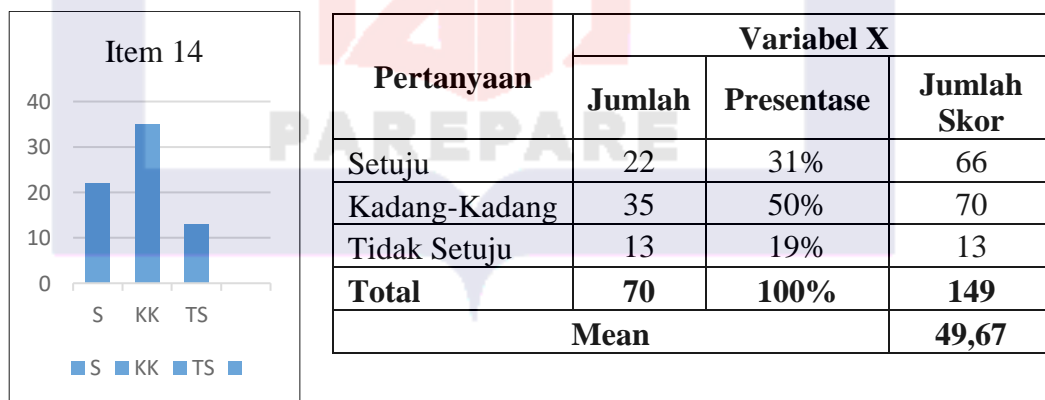 Item 14
40
30
20
10
0
S KK TS
S KK TS
PAREPARE
Variabel X
Pertanyaan Jumlah Presentase Jumlah Skor
Setuju 22 31% 66
Kadang-Kadang 35 50% 70
Tidak Setuju 13 19% 13
Total 70 100% 149
Mean 49,67